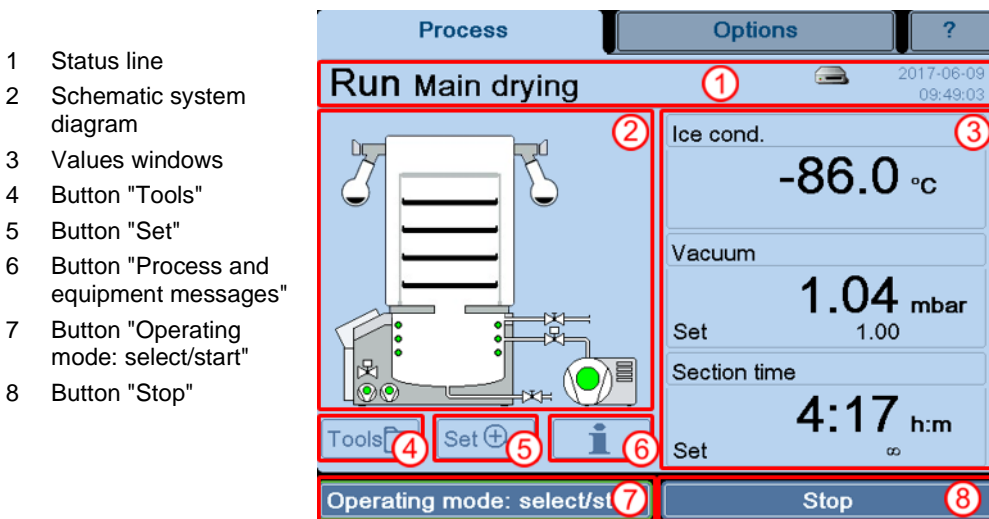 1 Status line
2 Schematic system
diagram
3 Values windows
4 Button "Tools"
5 Button "Set"
6 Button "Process and
equipment messages"
7 Button "Operating
mode: select/start"
8 Button "Stop"
Process Options ?
Run Main drying 1 2017-06-09
09:49:03
2
Ice cond. 3
-86.0 °C
Vacuum
1.04 mbar
Set 1.00
Section time
4:17 h:m
Set ∞
Tools 4 Set 5 i 6
Operating mode: select/st 7 Stop 8